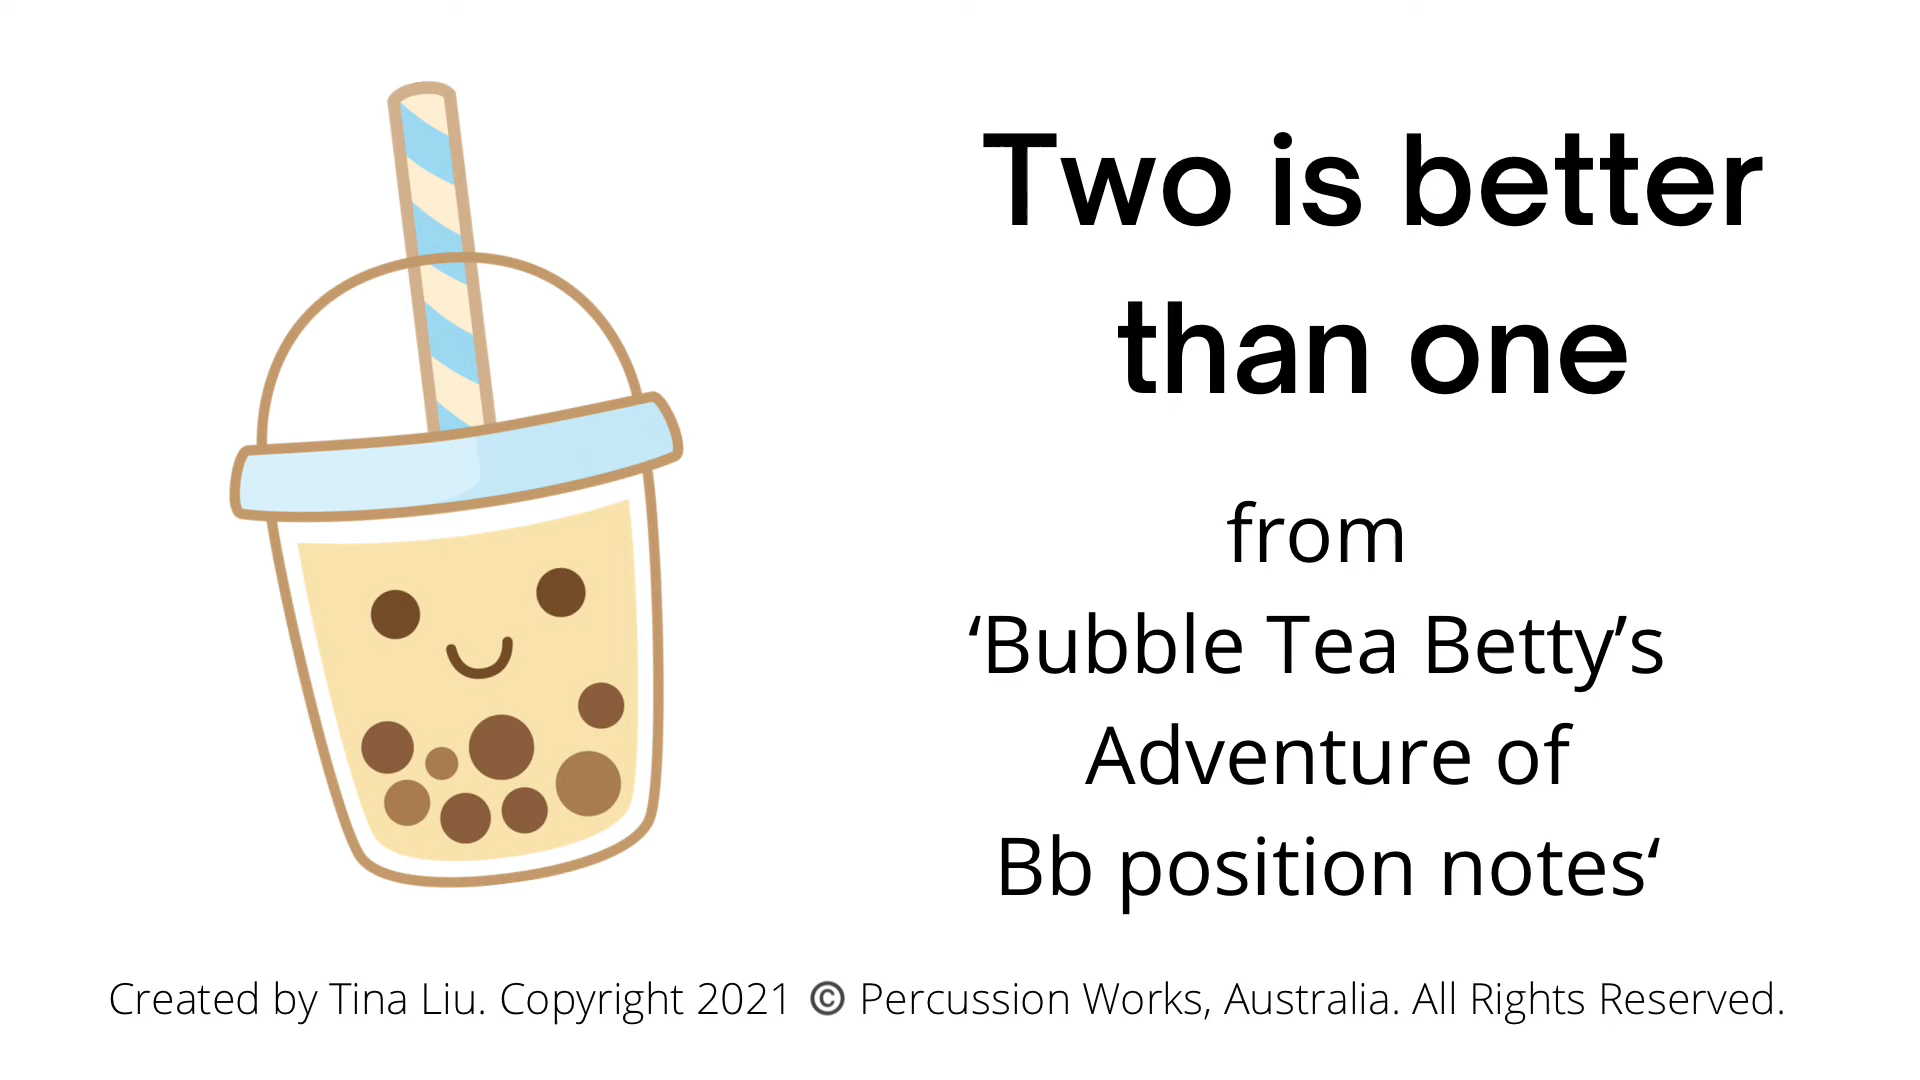 Two is better
than one
from
‘Bubble Tea Betty’s
Adventure of
Bb position notes‘
Created by Tina Liu. Copyright 2021 © Percussion Works, Australia. All Rights Reserved.